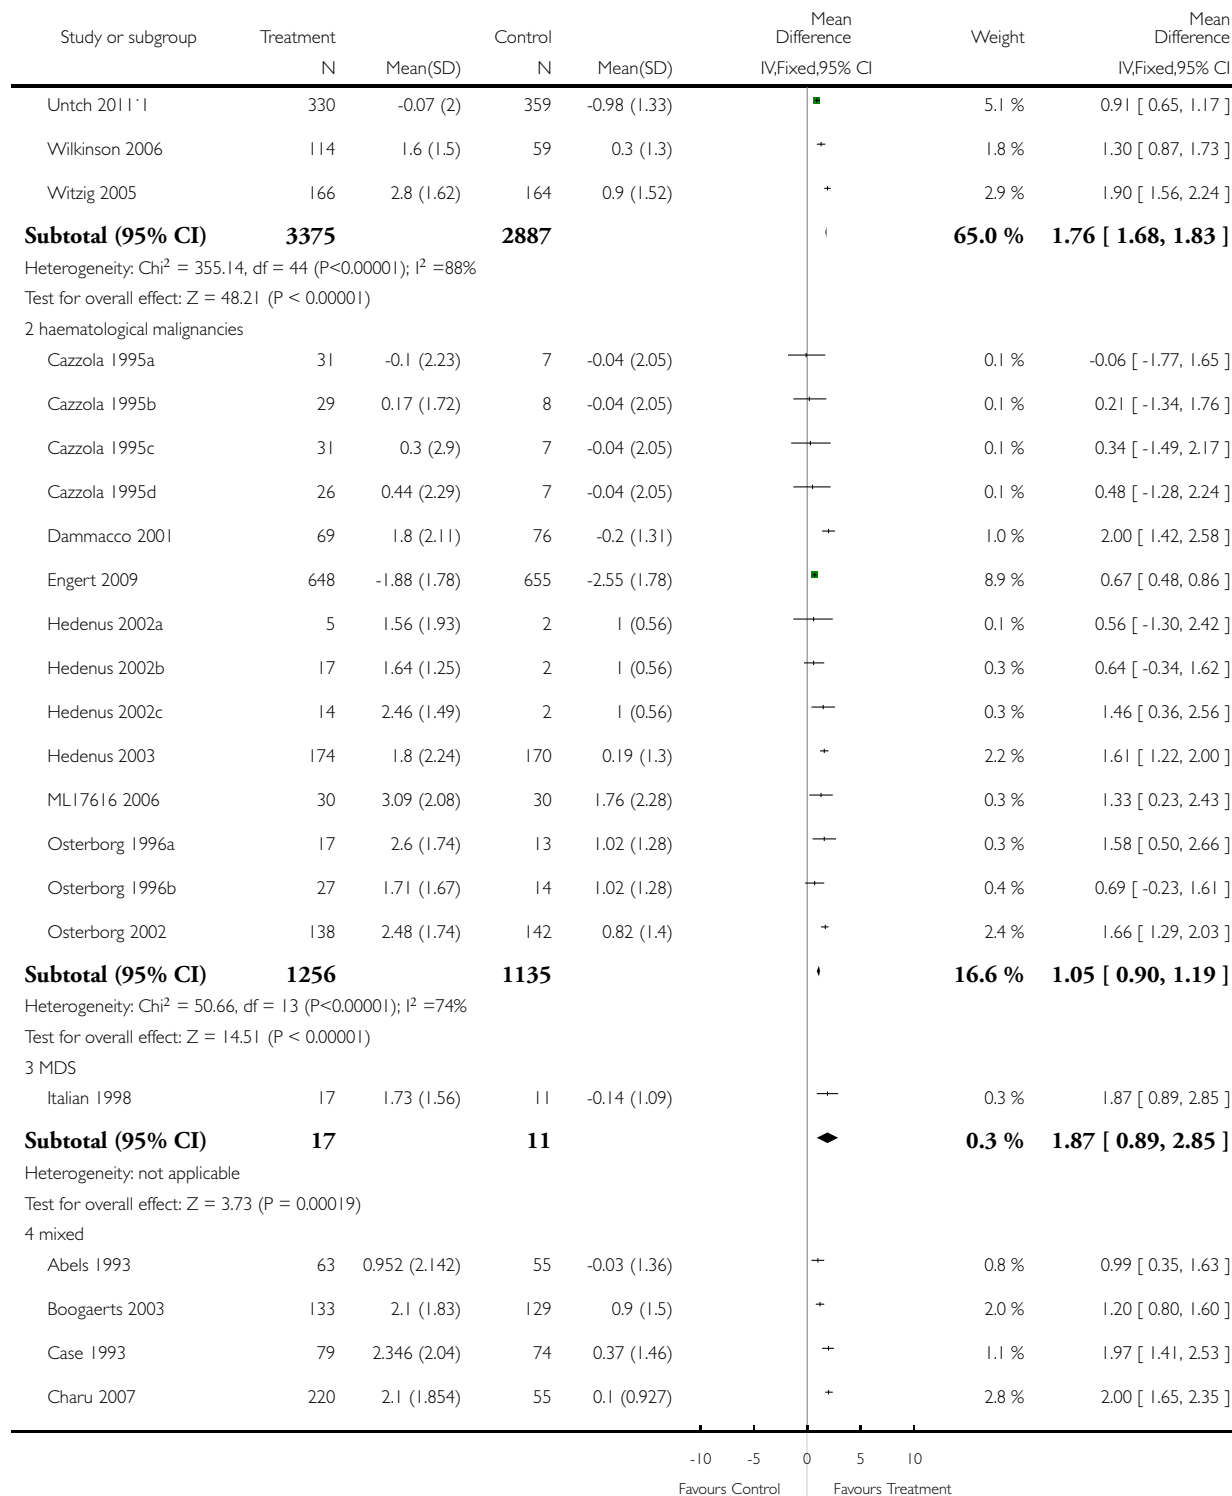 Study or subgroup Treatment Control Mean Difference Weight Mean Difference
N Mean(SD) N Mean(SD) IV,Fixed,95% CI IV,Fixed,95% CI
Untch 2011˙1 330 -0.07 (2) 359 -0.98 (1.33) 5.1 % 0.91 [ 0.65, 1.17 ]
Wilkinson 2006 114 1.6 (1.5) 59 0.3 (1.3) 1.8 % 1.30 [ 0.87, 1.73 ]
Witzig 2005 166 2.8 (1.62) 164 0.9 (1.52) 2.9 % 1.90 [ 1.56, 2.24 ]
Subtotal (95% CI) 3375 2887 65.0 % 1.76 [ 1.68, 1.83 ]
Heterogeneity: Chi² = 355.14, df = 44 (P<0.00001); I² =88%
Test for overall effect: Z = 48.21 (P < 0.00001)
2 haematological malignancies
Cazzola 1995a 31 -0.1 (2.23) 7 -0.04 (2.05) 0.1 % -0.06 [ -1.77, 1.65 ]
Cazzola 1995b 29 0.17 (1.72) 8 -0.04 (2.05) 0.1 % 0.21 [ -1.34, 1.76 ]
Cazzola 1995c 31 0.3 (2.9) 7 -0.04 (2.05) 0.1 % 0.34 [ -1.49, 2.17 ]
Cazzola 1995d 26 0.44 (2.29) 7 -0.04 (2.05) 0.1 % 0.48 [ -1.28, 2.24 ]
Dammacco 2001 69 1.8 (2.11) 76 -0.2 (1.31) 1.0 % 2.00 [ 1.42, 2.58 ]
Engert 2009 648 -1.88 (1.78) 655 -2.55 (1.78) 8.9 % 0.67 [ 0.48, 0.86 ]
Hedenus 2002a 5 1.56 (1.93) 2 1 (0.56) 0.1 % 0.56 [ -1.30, 2.42 ]
Hedenus 2002b 17 1.64 (1.25) 2 1 (0.56) 0.3 % 0.64 [ -0.34, 1.62 ]
Hedenus 2002c 14 2.46 (1.49) 2 1 (0.56) 0.3 % 1.46 [ 0.36, 2.56 ]
Hedenus 2003 174 1.8 (2.24) 170 0.19 (1.3) 2.2 % 1.61 [ 1.22, 2.00 ]
ML17616 2006 30 3.09 (2.08) 30 1.76 (2.28) 0.3 % 1.33 [ 0.23, 2.43 ]
Osterborg 1996a 17 2.6 (1.74) 13 1.02 (1.28) 0.3 % 1.58 [ 0.50, 2.66 ]
Osterborg 1996b 27 1.71 (1.67) 14 1.02 (1.28) 0.4 % 0.69 [ -0.23, 1.61 ]
Osterborg 2002 138 2.48 (1.74) 142 0.82 (1.4) 2.4 % 1.66 [ 1.29, 2.03 ]
Subtotal (95% CI) 1256 1135 16.6 % 1.05 [ 0.90, 1.19 ]
Heterogeneity: Chi² = 50.66, df = 13 (P<0.00001); I² =74%
Test for overall effect: Z = 14.51 (P < 0.00001)
3 MDS
Italian 1998 17 1.73 (1.56) 11 -0.14 (1.09) 0.3 % 1.87 [ 0.89, 2.85 ]
Subtotal (95% CI) 17 11 0.3 % 1.87 [ 0.89, 2.85 ]
Heterogeneity: not applicable
Test for overall effect: Z = 3.73 (P = 0.00019)
4 mixed
Abels 1993 63 0.952 (2.142) 55 -0.03 (1.36) 0.8 % 0.99 [ 0.35, 1.63 ]
Boogaerts 2003 133 2.1 (1.83) 129 0.9 (1.5) 2.0 % 1.20 [ 0.80, 1.60 ]
Case 1993 79 2.346 (2.04) 74 0.37 (1.46) 1.1 % 1.97 [ 1.41, 2.53 ]
Charu 2007 220 2.1 (1.854) 55 0.1 (0.927) 2.8 % 2.00 [ 1.65, 2.35 ]
-10 -5 0 5 10
Favours Control Favours Treatment